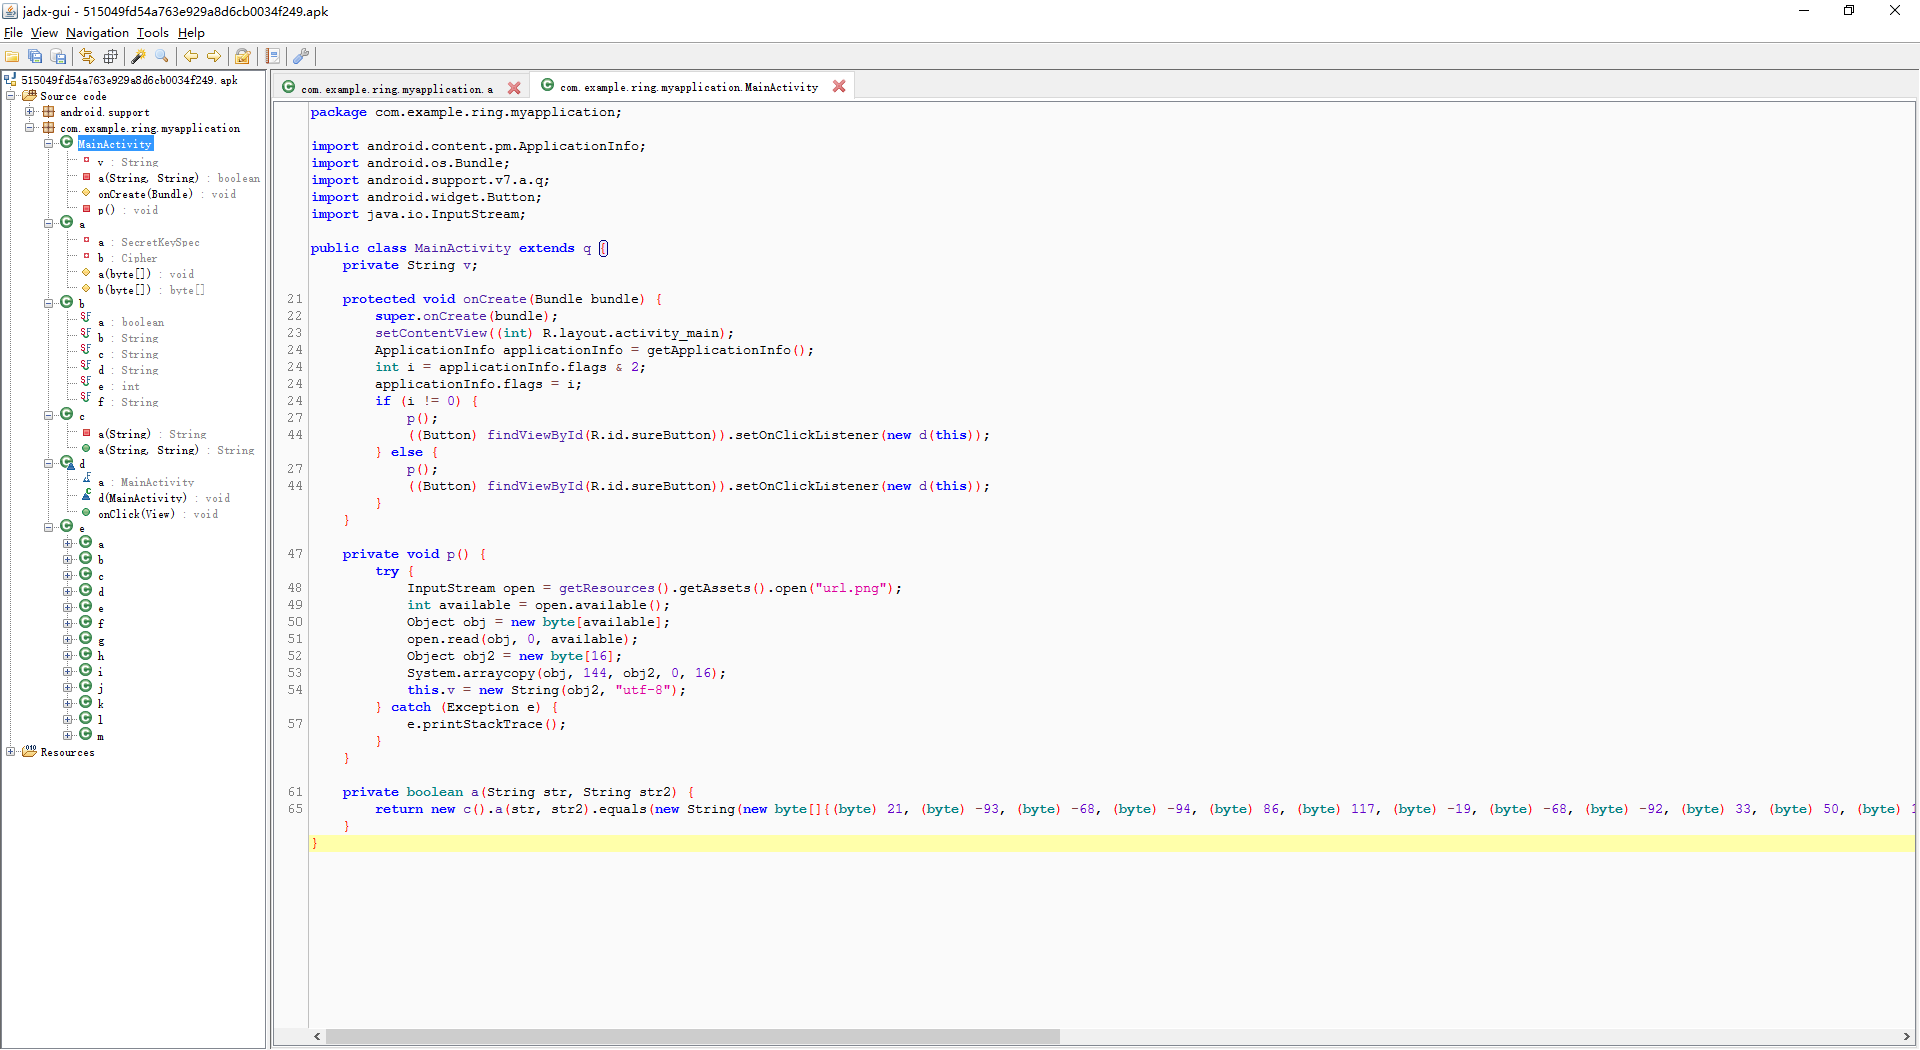 jadx-gui - 515049fd54a763e929a8d6cb0034f249.apk
File View Navigation Tools Help
515049fd54a763e929a8d6cb0034f249.apk
Source code
android.support
com.example.ring.myapplication
MainActivity
v : String
a(String, String) : boolean
onCreate(Bundle) : void
p() : void
a
a : SecretKeySpec
b : Cipher
a(byte[]) : void
b(byte[]) : byte[]
b
a : boolean
b : String
c : String
d : String
e : int
f : String
c
a(String) : String
a(String, String) : String
d
a : MainActivity
d(MainActivity) : void
onClick(View) : void
e
a
b
c
d
e
f
g
h
i
j
k
l
m
Resources
com.example.ring.myapplication.a
com.example.ring.myapplication.MainActivity
package com.example.ring.myapplication;
import android.content.pm.ApplicationInfo;
import android.os.Bundle;
import android.support.v7.a.q;
import android.widget.Button;
import java.io.InputStream;
public class MainActivity extends q {
private String v;
21 protected void onCreate(Bundle bundle) {
22 super.onCreate(bundle);
23 setContentView((int) R.layout.activity_main);
24 ApplicationInfo applicationInfo = getApplicationInfo();
24 int i = applicationInfo.flags & 2;
24 applicationInfo.flags = i;
24 if (i != 0) {
27 p();
44 ((Button) findViewById(R.id.sureButton)).setOnClickListener(new d(this));
} else {
27 p();
44 ((Button) findViewById(R.id.sureButton)).setOnClickListener(new d(this));
}
}
47 private void p() {
try {
48 InputStream open = getResources().getAssets().open("url.png");
49 int available = open.available();
50 Object obj = new byte[available];
51 open.read(obj, 0, available);
52 Object obj2 = new byte[16];
53 System.arraycopy(obj, 144, obj2, 0, 16);
54 this.v = new String(obj2, "utf-8");
} catch (Exception e) {
57 e.printStackTrace();
}
}
61 private boolean a(String str, String str2) {
65 return new c().a(str, str2).equals(new String(new byte[]{(byte) 21, (byte) -93, (byte) -68, (byte) -94, (byte) 86, (byte) 117, (byte) -19, (byte) -68, (byte) -92, (byte) 33, (byte) 50, (byte)
}
}